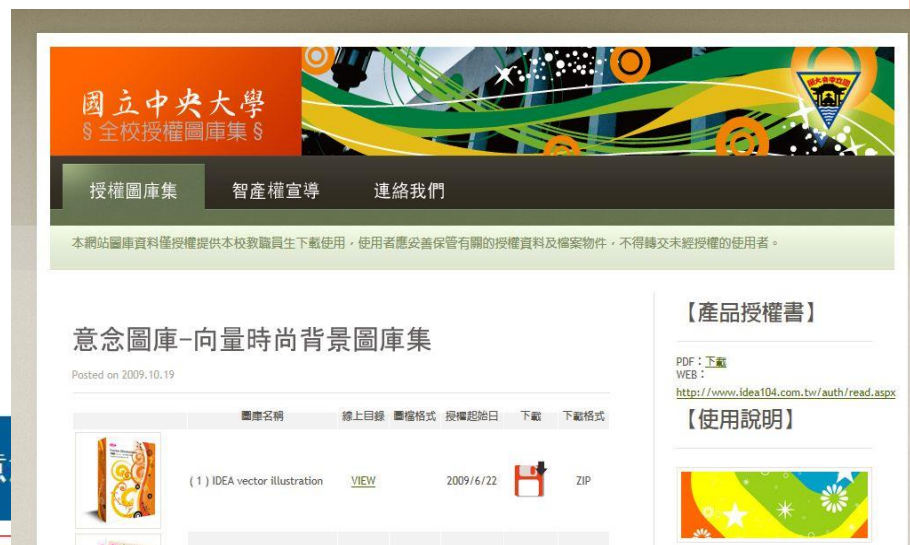 國立中央大學
§全校授權圖庫集§
授權圖庫集 智產權宣導 連絡我們
本網站圖庫資料僅授權提供本校教職員生下載使用，使用者應妥善保管有關的授權資料及檔案物件，不得轉交未經授權的使用者。
意念圖庫-向量時尚背景圖庫集
Posted on 2009.10.19
圖庫名稱 線上目錄 圖檔格式 授權起始日 下載 下載格式
(1) IDEA vector illustration VIEW 2009/6/22 ZIP
【產品授權書】
PDF：下載
WEB：
http://www.idea104.com.tw/auth/read.aspx
【使用說明】